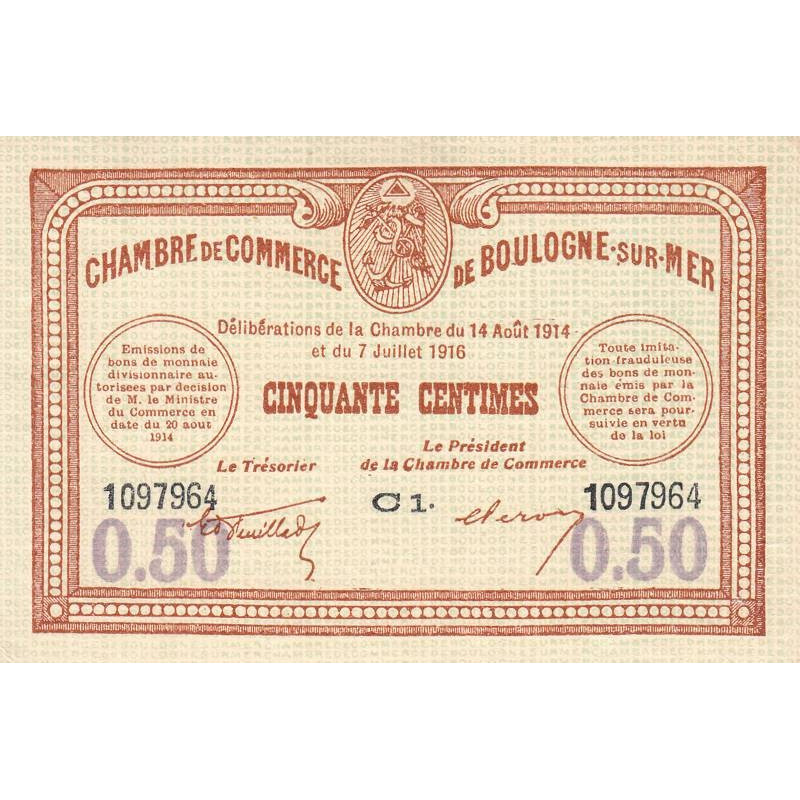 CHAMBRE DE COMMERCE DE BOULOGNE-SUR-MER
Délibérations de la Chambre du 14 Août 1914
et du 7 Juillet 1916
CINQUANTE CENTIMES
Emissions de
bons de monnaie
divisionnaire au-
torisees par decision
de M. le Ministre
du Commerce en
date du 20 aout
1914
Toute imita-
tion frauduleuse
des bons de mon-
naie émis par la
Chambre de Com-
merce sera pour-
suivie en vertu
de la loi
Le Trésorier
Le Président
de la Chambre de Commerce
1097964 C1. 1097964
0.50 0.50